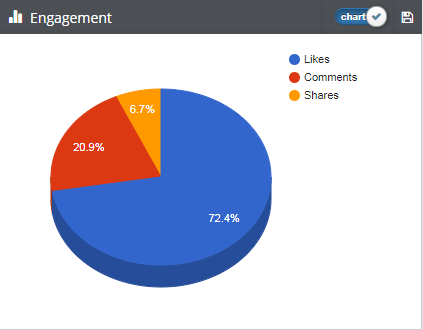 Engagement
chart
Likes
Comments
Shares
6.7%
20.9%
72.4%